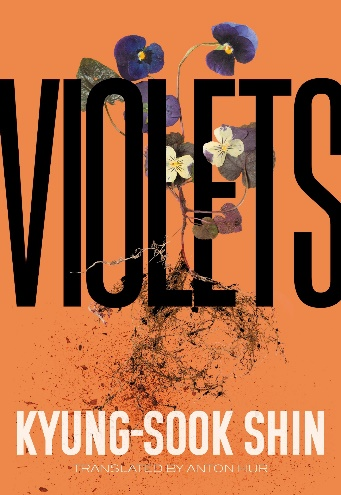 VIOLETS
KYUNG-SOOK SHIN
TRANSLATED BY ANTON HUR